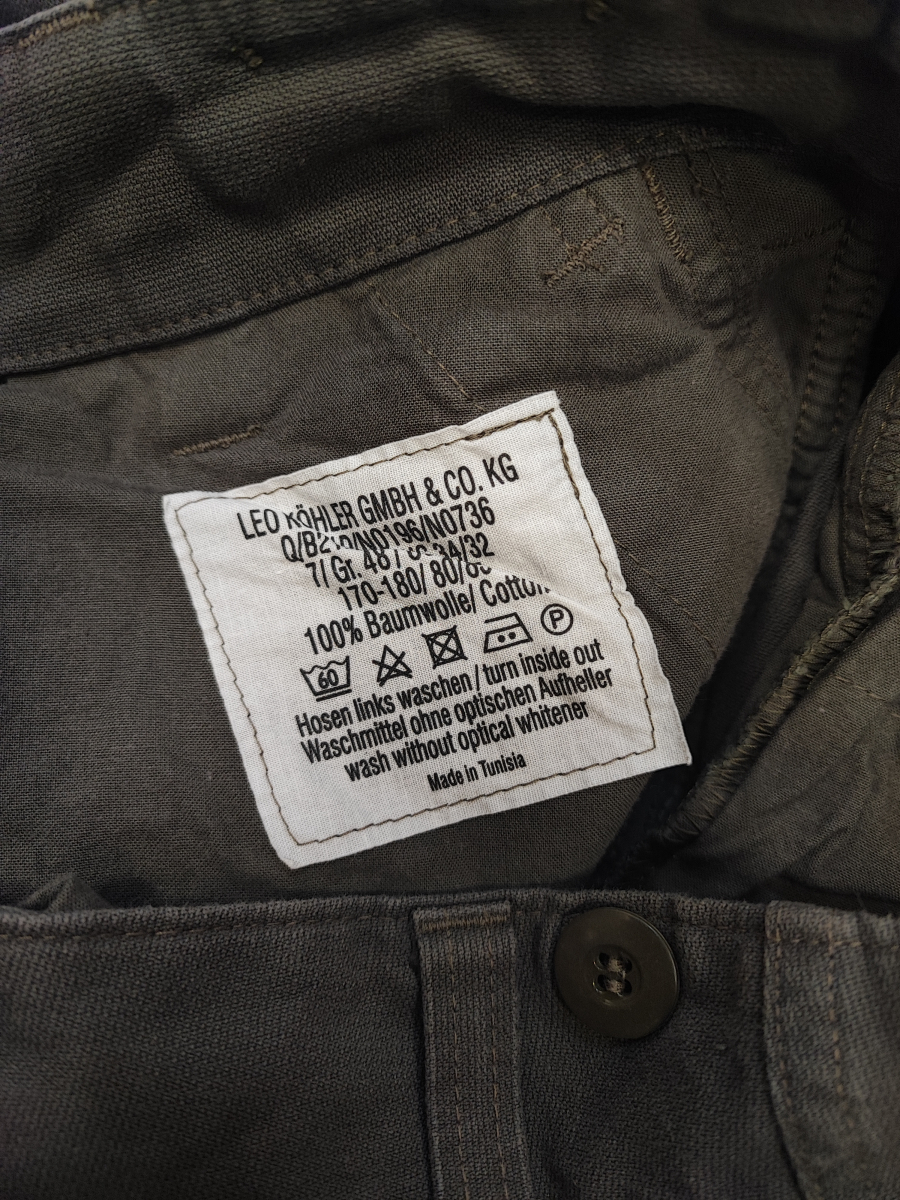 LEO KÖHLER GMBH & CO. KG
Q/B210/N0196/N0736
7/ Gr. 48/ 34/32
170-180/
100% Baumwolle/ Cotton
60 P
Hosen links waschen / turn inside out
Waschmittel ohne optischen Aufheller
wash without optical whitener
Made in Tunisia